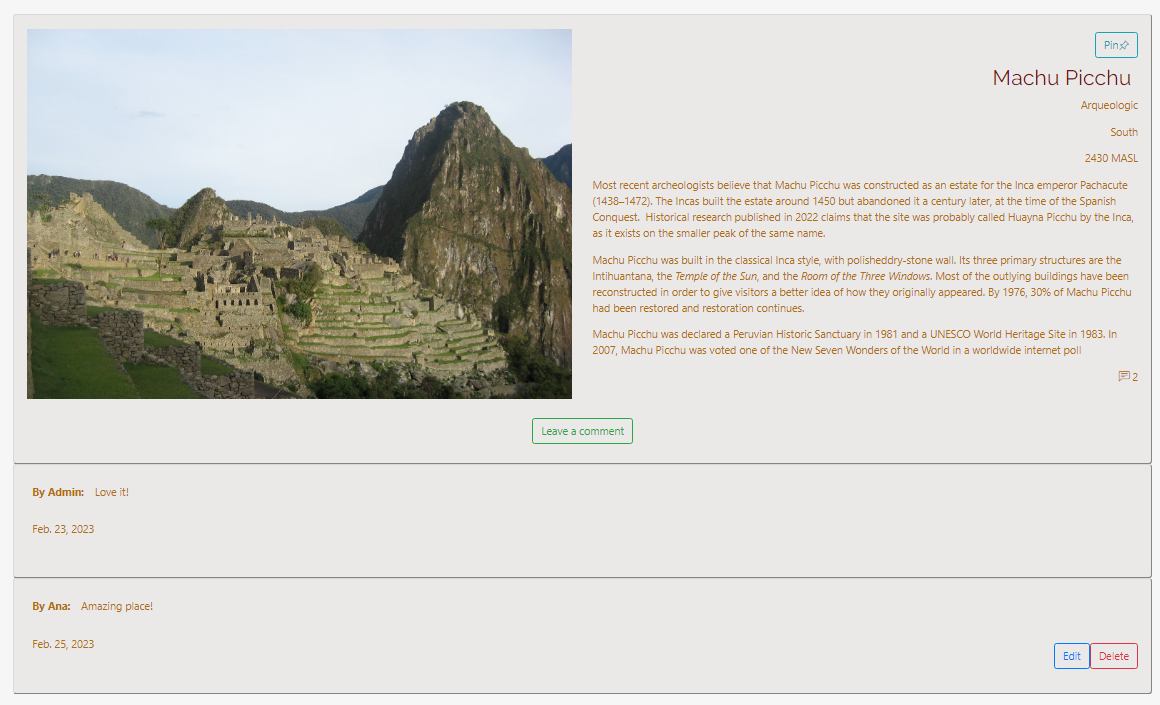 Pin
Machu Picchu
Arqueologic
South
2430 MASL
Most recent archeologists believe that Machu Picchu was constructed as an estate for the Inca emperor Pachacute
(1438–1472). The Incas built the estate around 1450 but abandoned it a century later, at the time of the Spanish
Conquest.  Historical research published in 2022 claims that the site was probably called Huayna Picchu by the Inca,
as it exists on the smaller peak of the same name.
Machu Picchu was built in the classical Inca style, with polisheddry-stone wall. Its three primary structures are the
Intihuantana, the Temple of the Sun, and the Room of the Three Windows. Most of the outlying buildings have been
reconstructed in order to give visitors a better idea of how they originally appeared. By 1976, 30% of Machu Picchu
had been restored and restoration continues.
Machu Picchu was declared a Peruvian Historic Sanctuary in 1981 and a UNESCO World Heritage Site in 1983. In
2007, Machu Picchu was voted one of the New Seven Wonders of the World in a worldwide internet poll
2
Leave a comment
By Admin: Love it!
Feb. 23, 2023
By Ana: Amazing place!
Feb. 25, 2023
Edit Delete